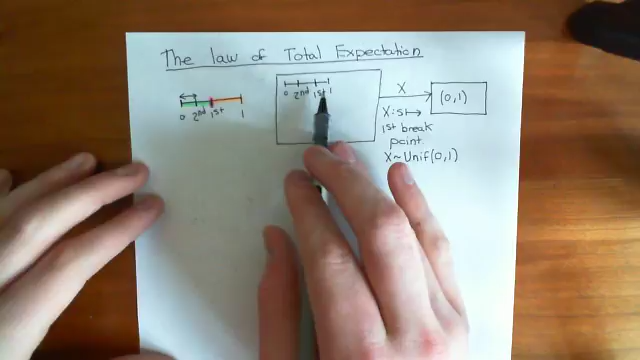 The law of Total Expectation
0 2nd 1st 1
0 2nd 1st 1
X
(0,1)
X: s ↦
1st break
point.
X ~ Unif(0,1)